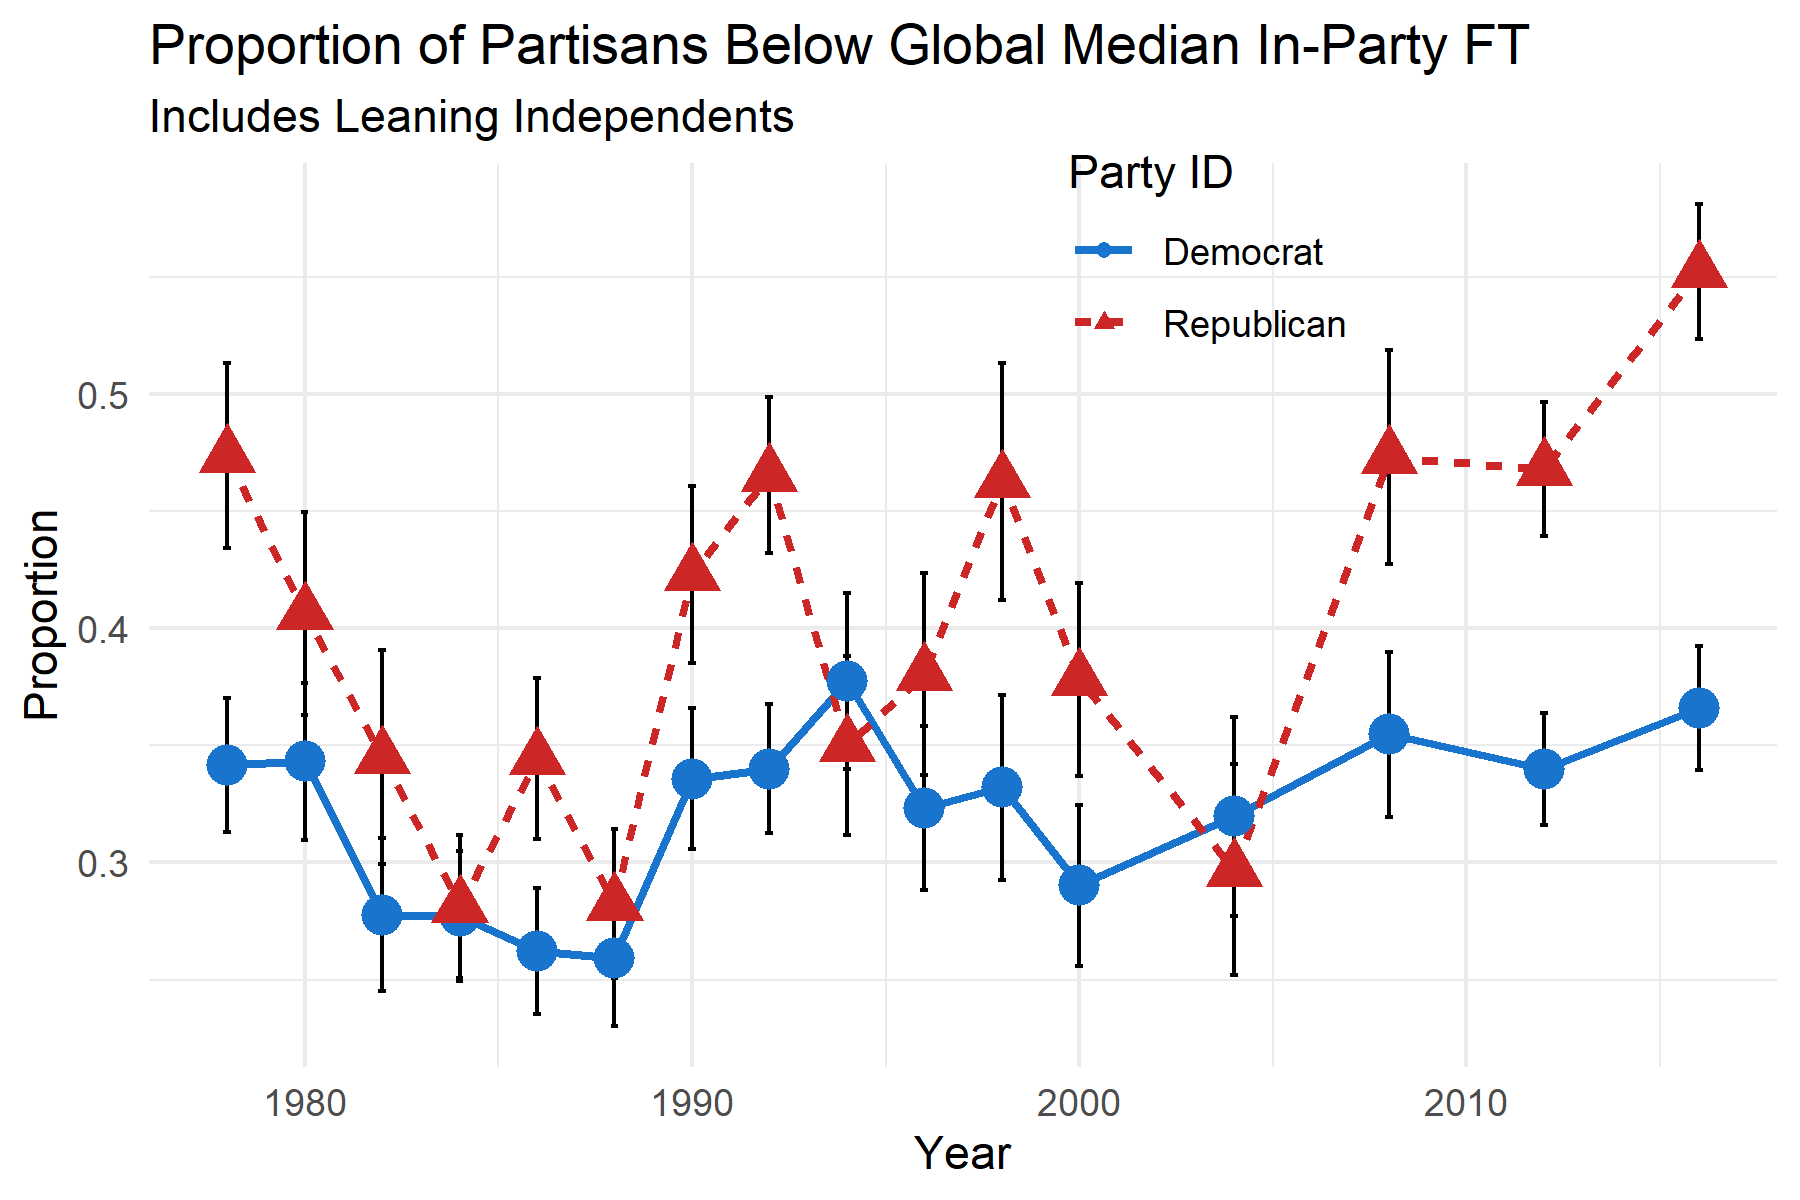 Proportion of Partisans Below Global Median In-Party FT
Includes Leaning Independents
Party ID
Democrat
Republican
Proportion
0.5
0.4
0.3
1980
1990
2000
2010
Year